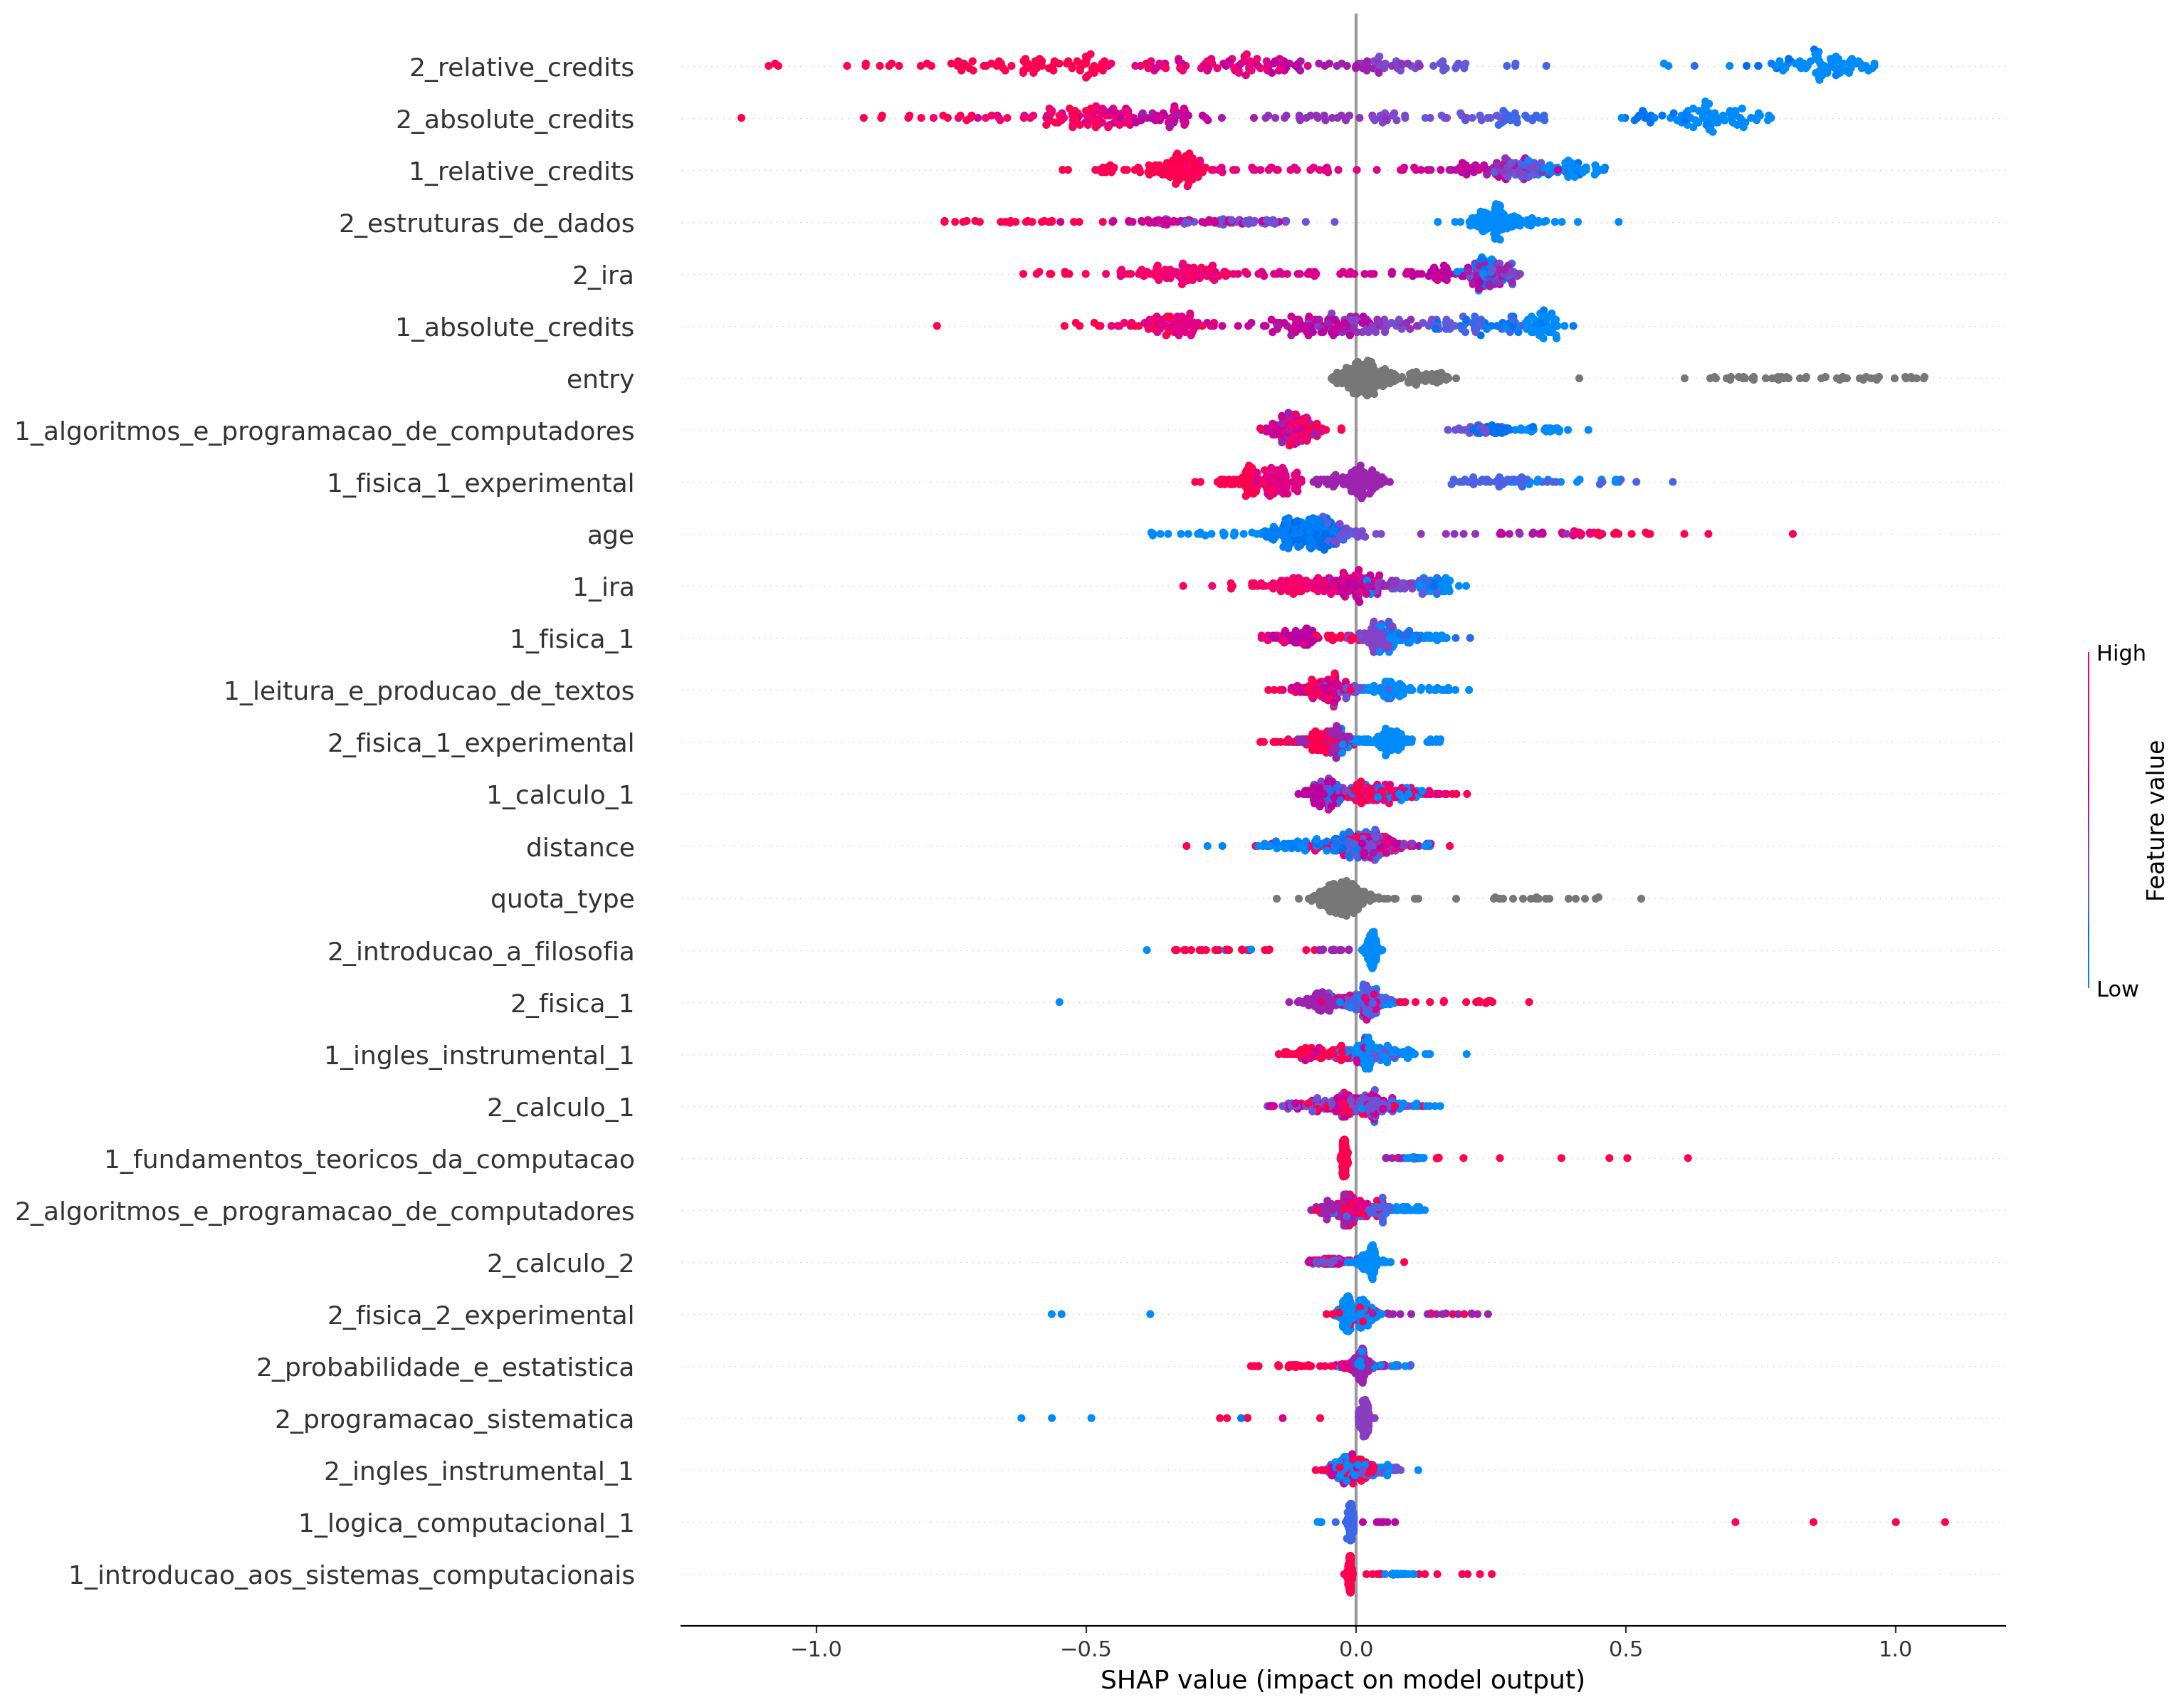 2_relative_credits
2_absolute_credits
1_relative_credits
2_estruturas_de_dados
2_ira
1_absolute_credits
entry
1_algoritmos_e_programacao_de_computadores
1_fisica_1_experimental
age
1_ira
1_fisica_1
1_leitura_e_producao_de_textos
2_fisica_1_experimental
1_calculo_1
distance
quota_type
2_introducao_a_filosofia
2_fisica_1
1_ingles_instrumental_1
2_calculo_1
1_fundamentos_teoricos_da_computacao
2_algoritmos_e_programacao_de_computadores
2_calculo_2
2_fisica_2_experimental
2_probabilidade_e_estatistica
2_programacao_sistematica
2_ingles_instrumental_1
1_logica_computacional_1
1_introducao_aos_sistemas_computacionais
−1.0 −0.5 0.0 0.5 1.0
SHAP value (impact on model output)
High
Feature value
Low